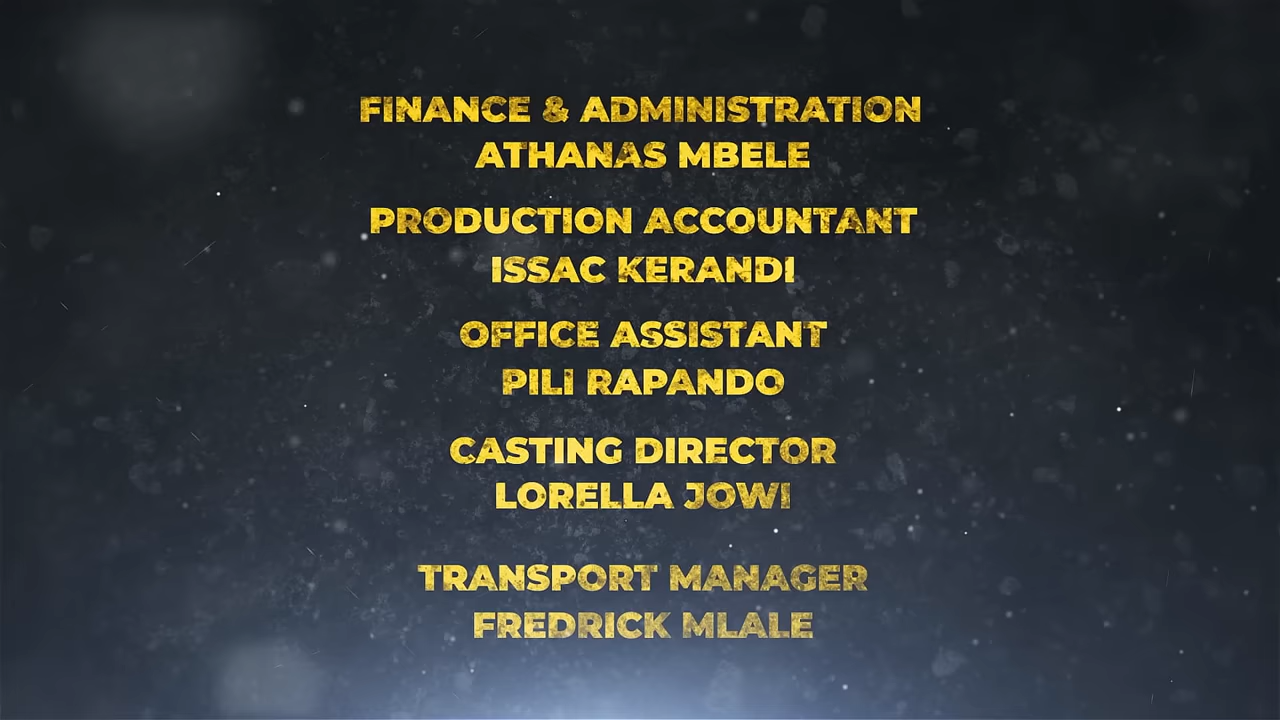 FINANCE & ADMINISTRATION
ATHANAS MBELE
PRODUCTION ACCOUNTANT
ISSAC KERANDI
OFFICE ASSISTANT
PILI RAPANDO
CASTING DIRECTOR
LORELLA JOWI
TRANSPORT MANAGER
FREDRICK MLALE